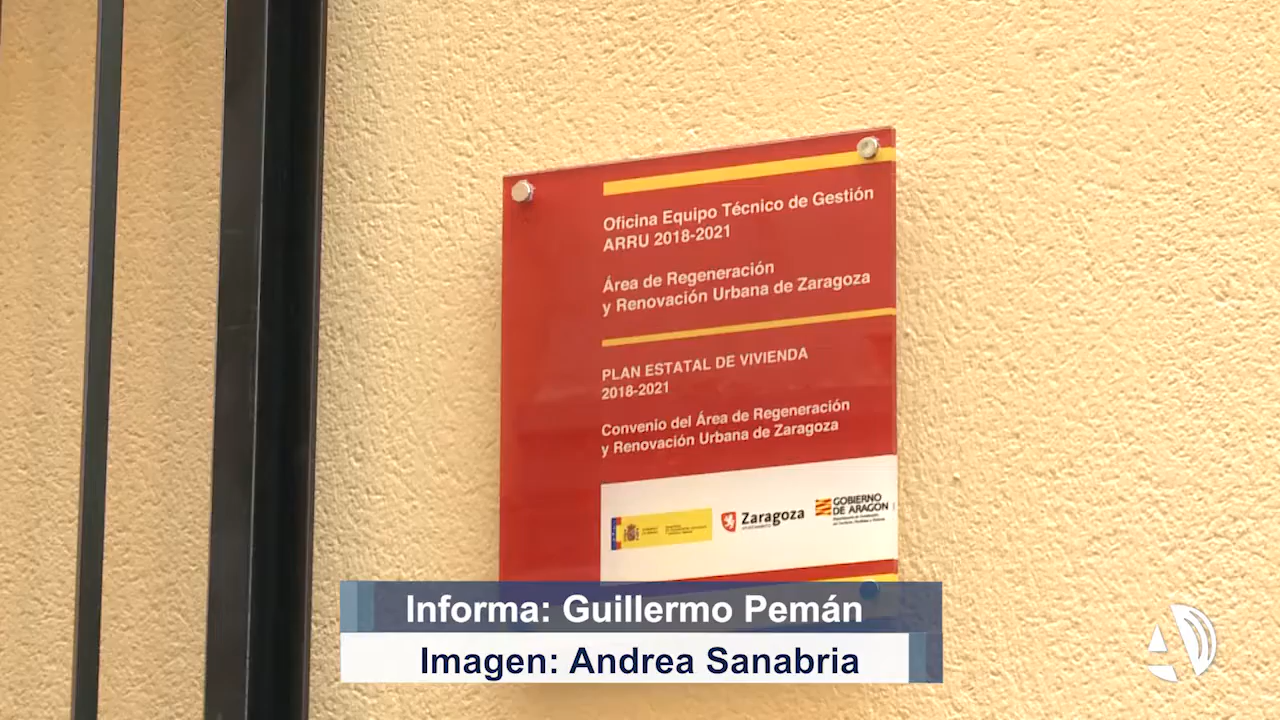 Oficina Equipo Técnico de Gestión
ARRU 2018-2021
Área de Regeneración
y Renovación Urbana de Zaragoza
PLAN ESTATAL DE VIVIENDA
2018-2021
Convenio del Área de Regeneración
y Renovación Urbana de Zaragoza
Zaragoza
GOBIERNO
DE ARAGON
Informa: Guillermo Pemán
Imagen: Andrea Sanabria